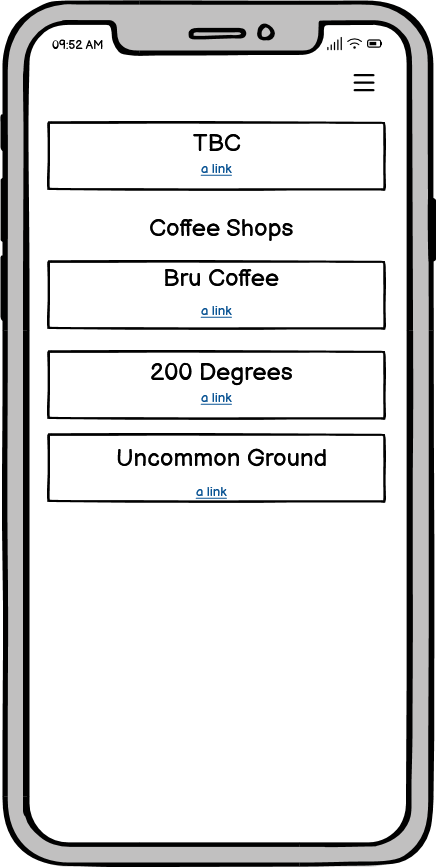 09:52 AM
TBC
a link
Coffee Shops
Bru Coffee
a link
200 Degrees
a link
Uncommon Ground
a link